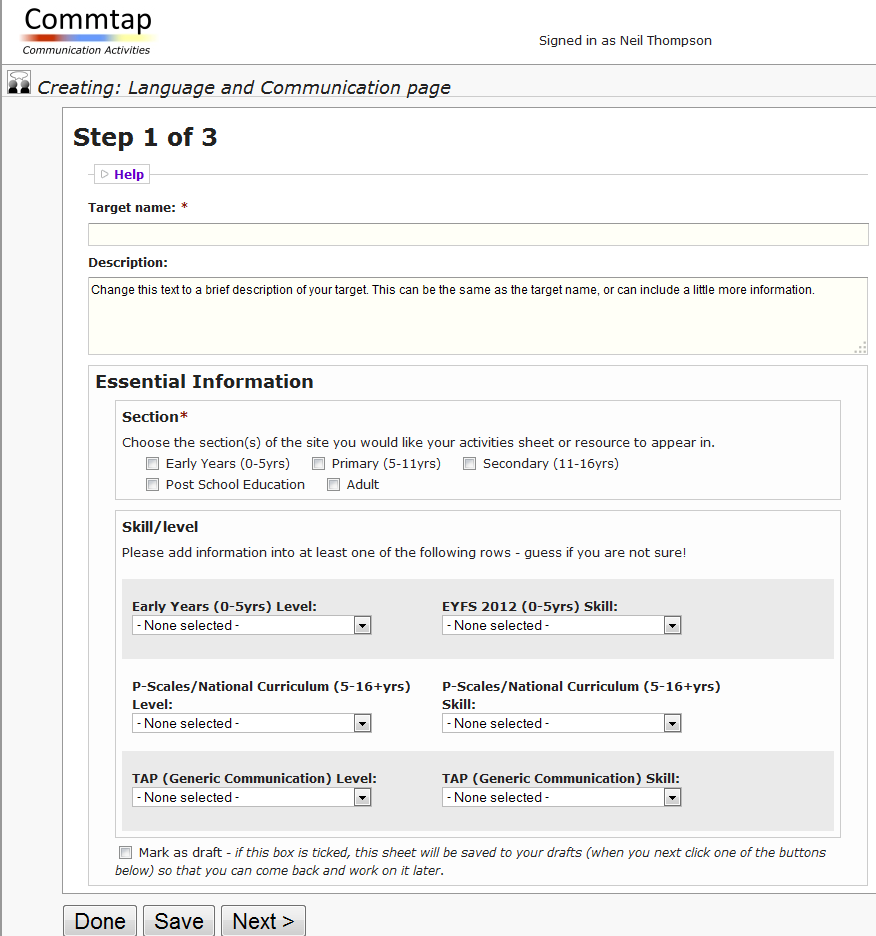 Commtap
Communication Activities
Signed in as Neil Thompson
Creating: Language and Communication page
Step 1 of 3
Help
Target name: *
Description:
Change this text to a brief description of your target. This can be the same as the target name, or can include a little more information.
Essential Information
Section*
Choose the section(s) of the site you would like your activities sheet or resource to appear in.
Early Years (0-5yrs) Primary (5-11yrs) Secondary (11-16yrs)
Post School Education Adult
Skill/level
Please add information into at least one of the following rows - guess if you are not sure!
Early Years (0-5yrs) Level: EYFS 2012 (0-5yrs) Skill:
- None selected - - None selected -
P-Scales/National Curriculum (5-16+yrs) P-Scales/National Curriculum (5-16+yrs)
Level: Skill:
- None selected - - None selected -
TAP (Generic Communication) Level: TAP (Generic Communication) Skill:
- None selected - - None selected -
Mark as draft - if this box is ticked, this sheet will be saved to your drafts (when you next click one of the buttons
below) so that you can come back and work on it later.
Done Save Next >